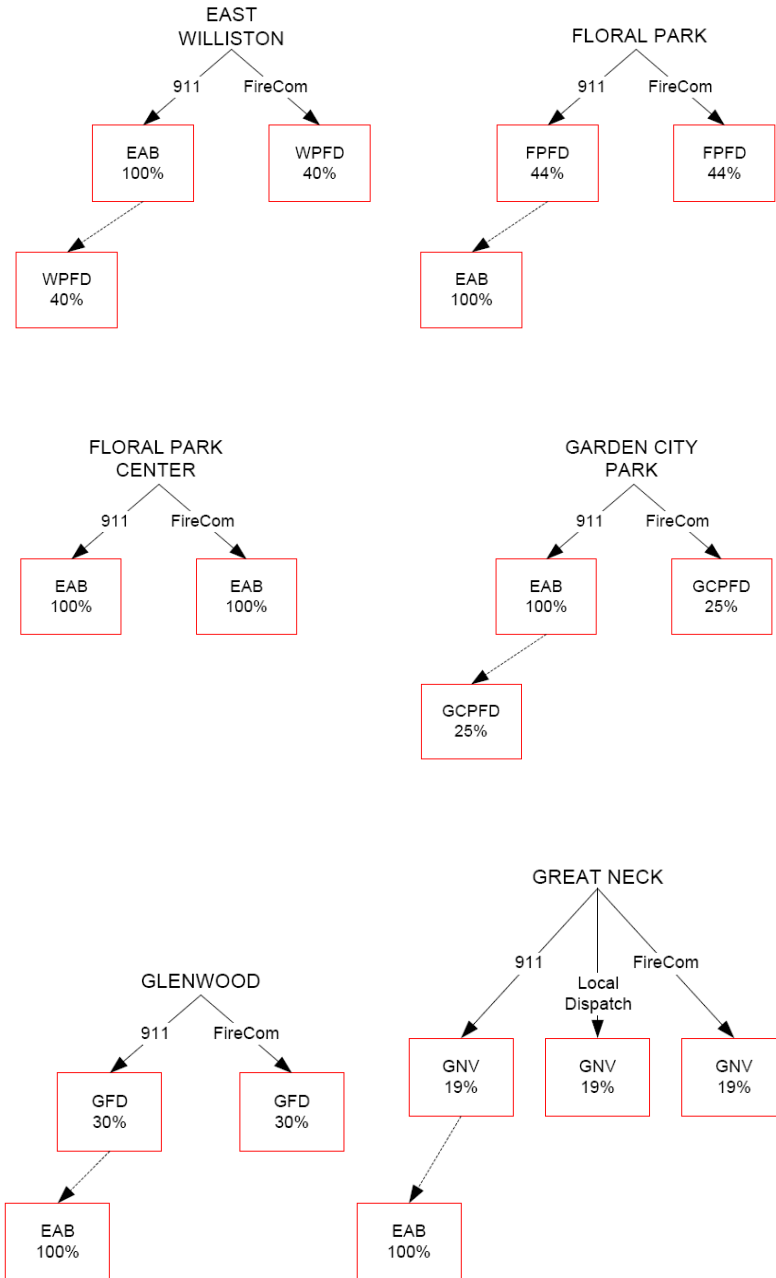 EAST
WILLISTON
911
FireCom
EAB
100%
WPFD
40%
WPFD
40%
FLORAL PARK
911
FireCom
FPFD
44%
FPFD
44%
EAB
100%
FLORAL PARK
CENTER
911
FireCom
EAB
100%
EAB
100%
GARDEN CITY
PARK
911
FireCom
EAB
100%
GCPFD
25%
GCPFD
25%
GLENWOOD
911
FireCom
GFD
30%
GFD
30%
EAB
100%
GREAT NECK
911
Local
Dispatch
FireCom
GNV
19%
GNV
19%
GNV
19%
EAB
100%